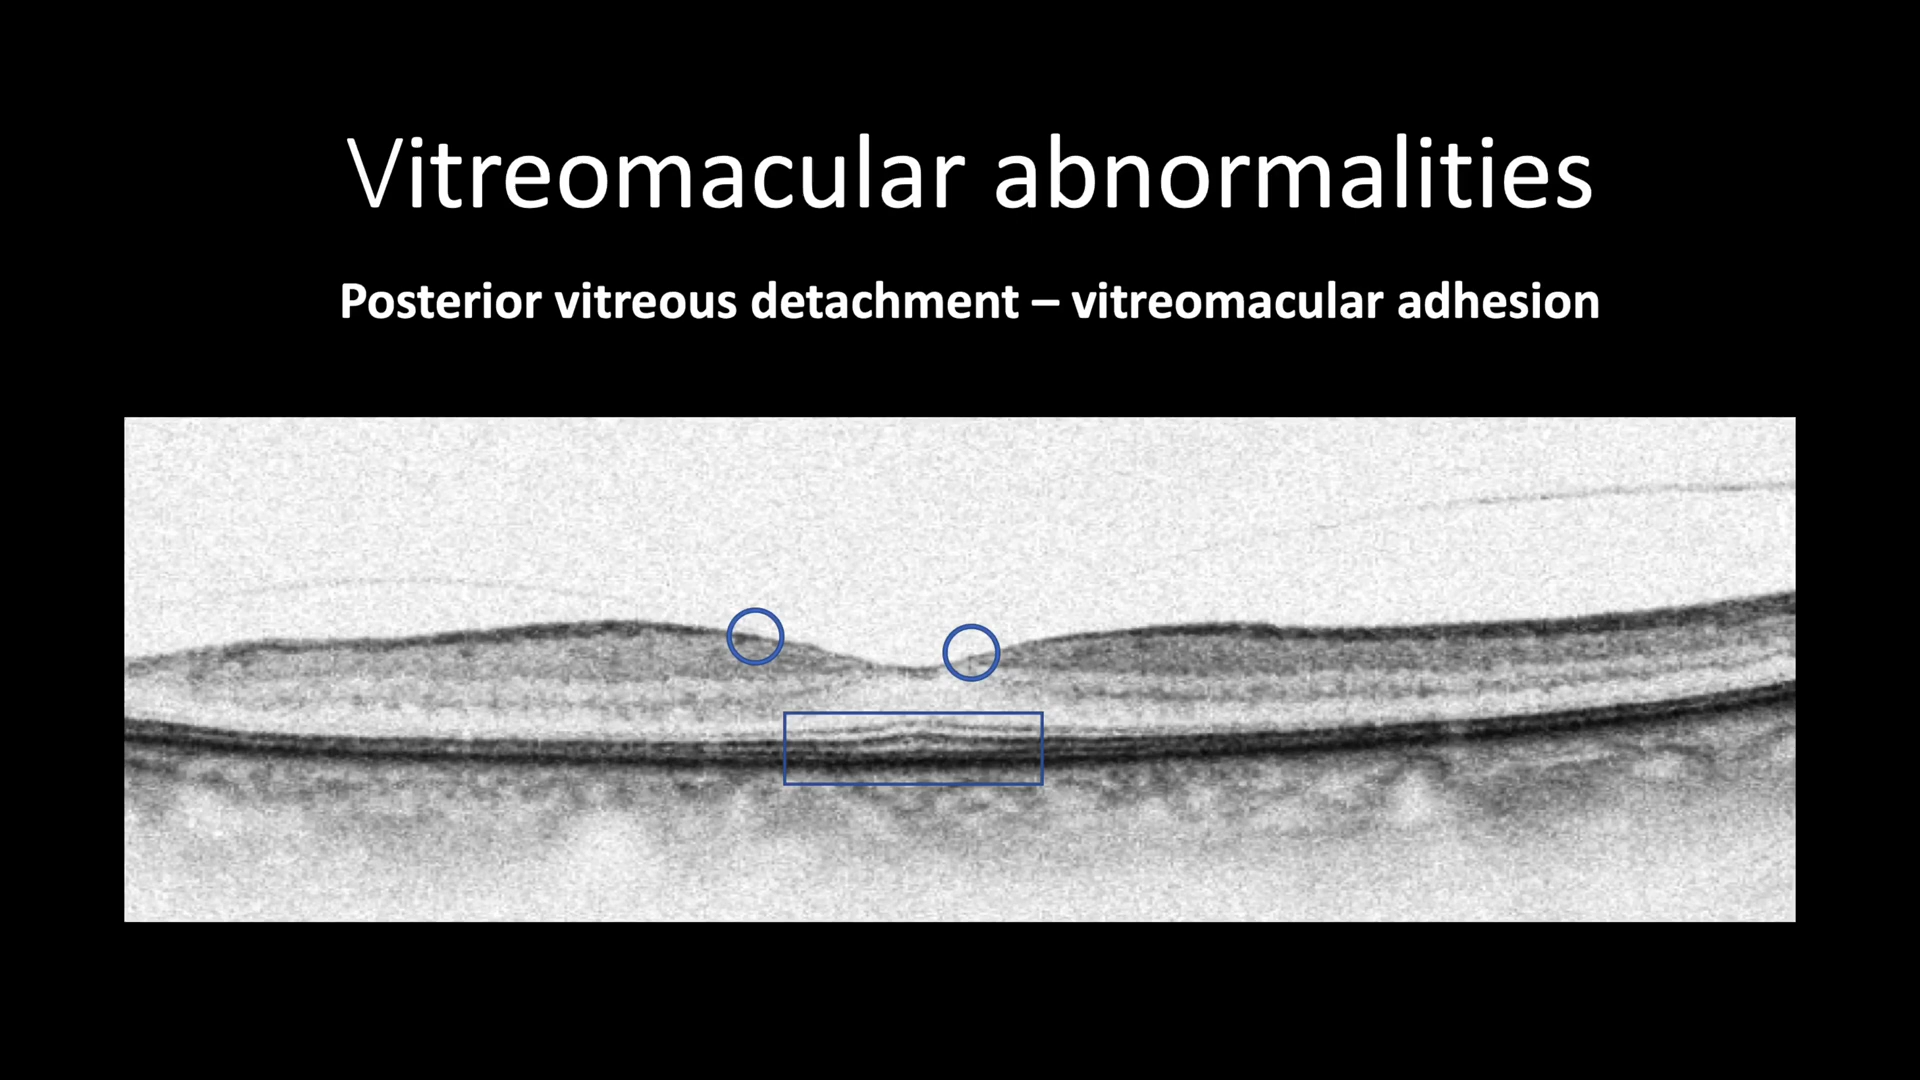 Vitreomacular abnormalities
Posterior vitreous detachment – vitreomacular adhesion